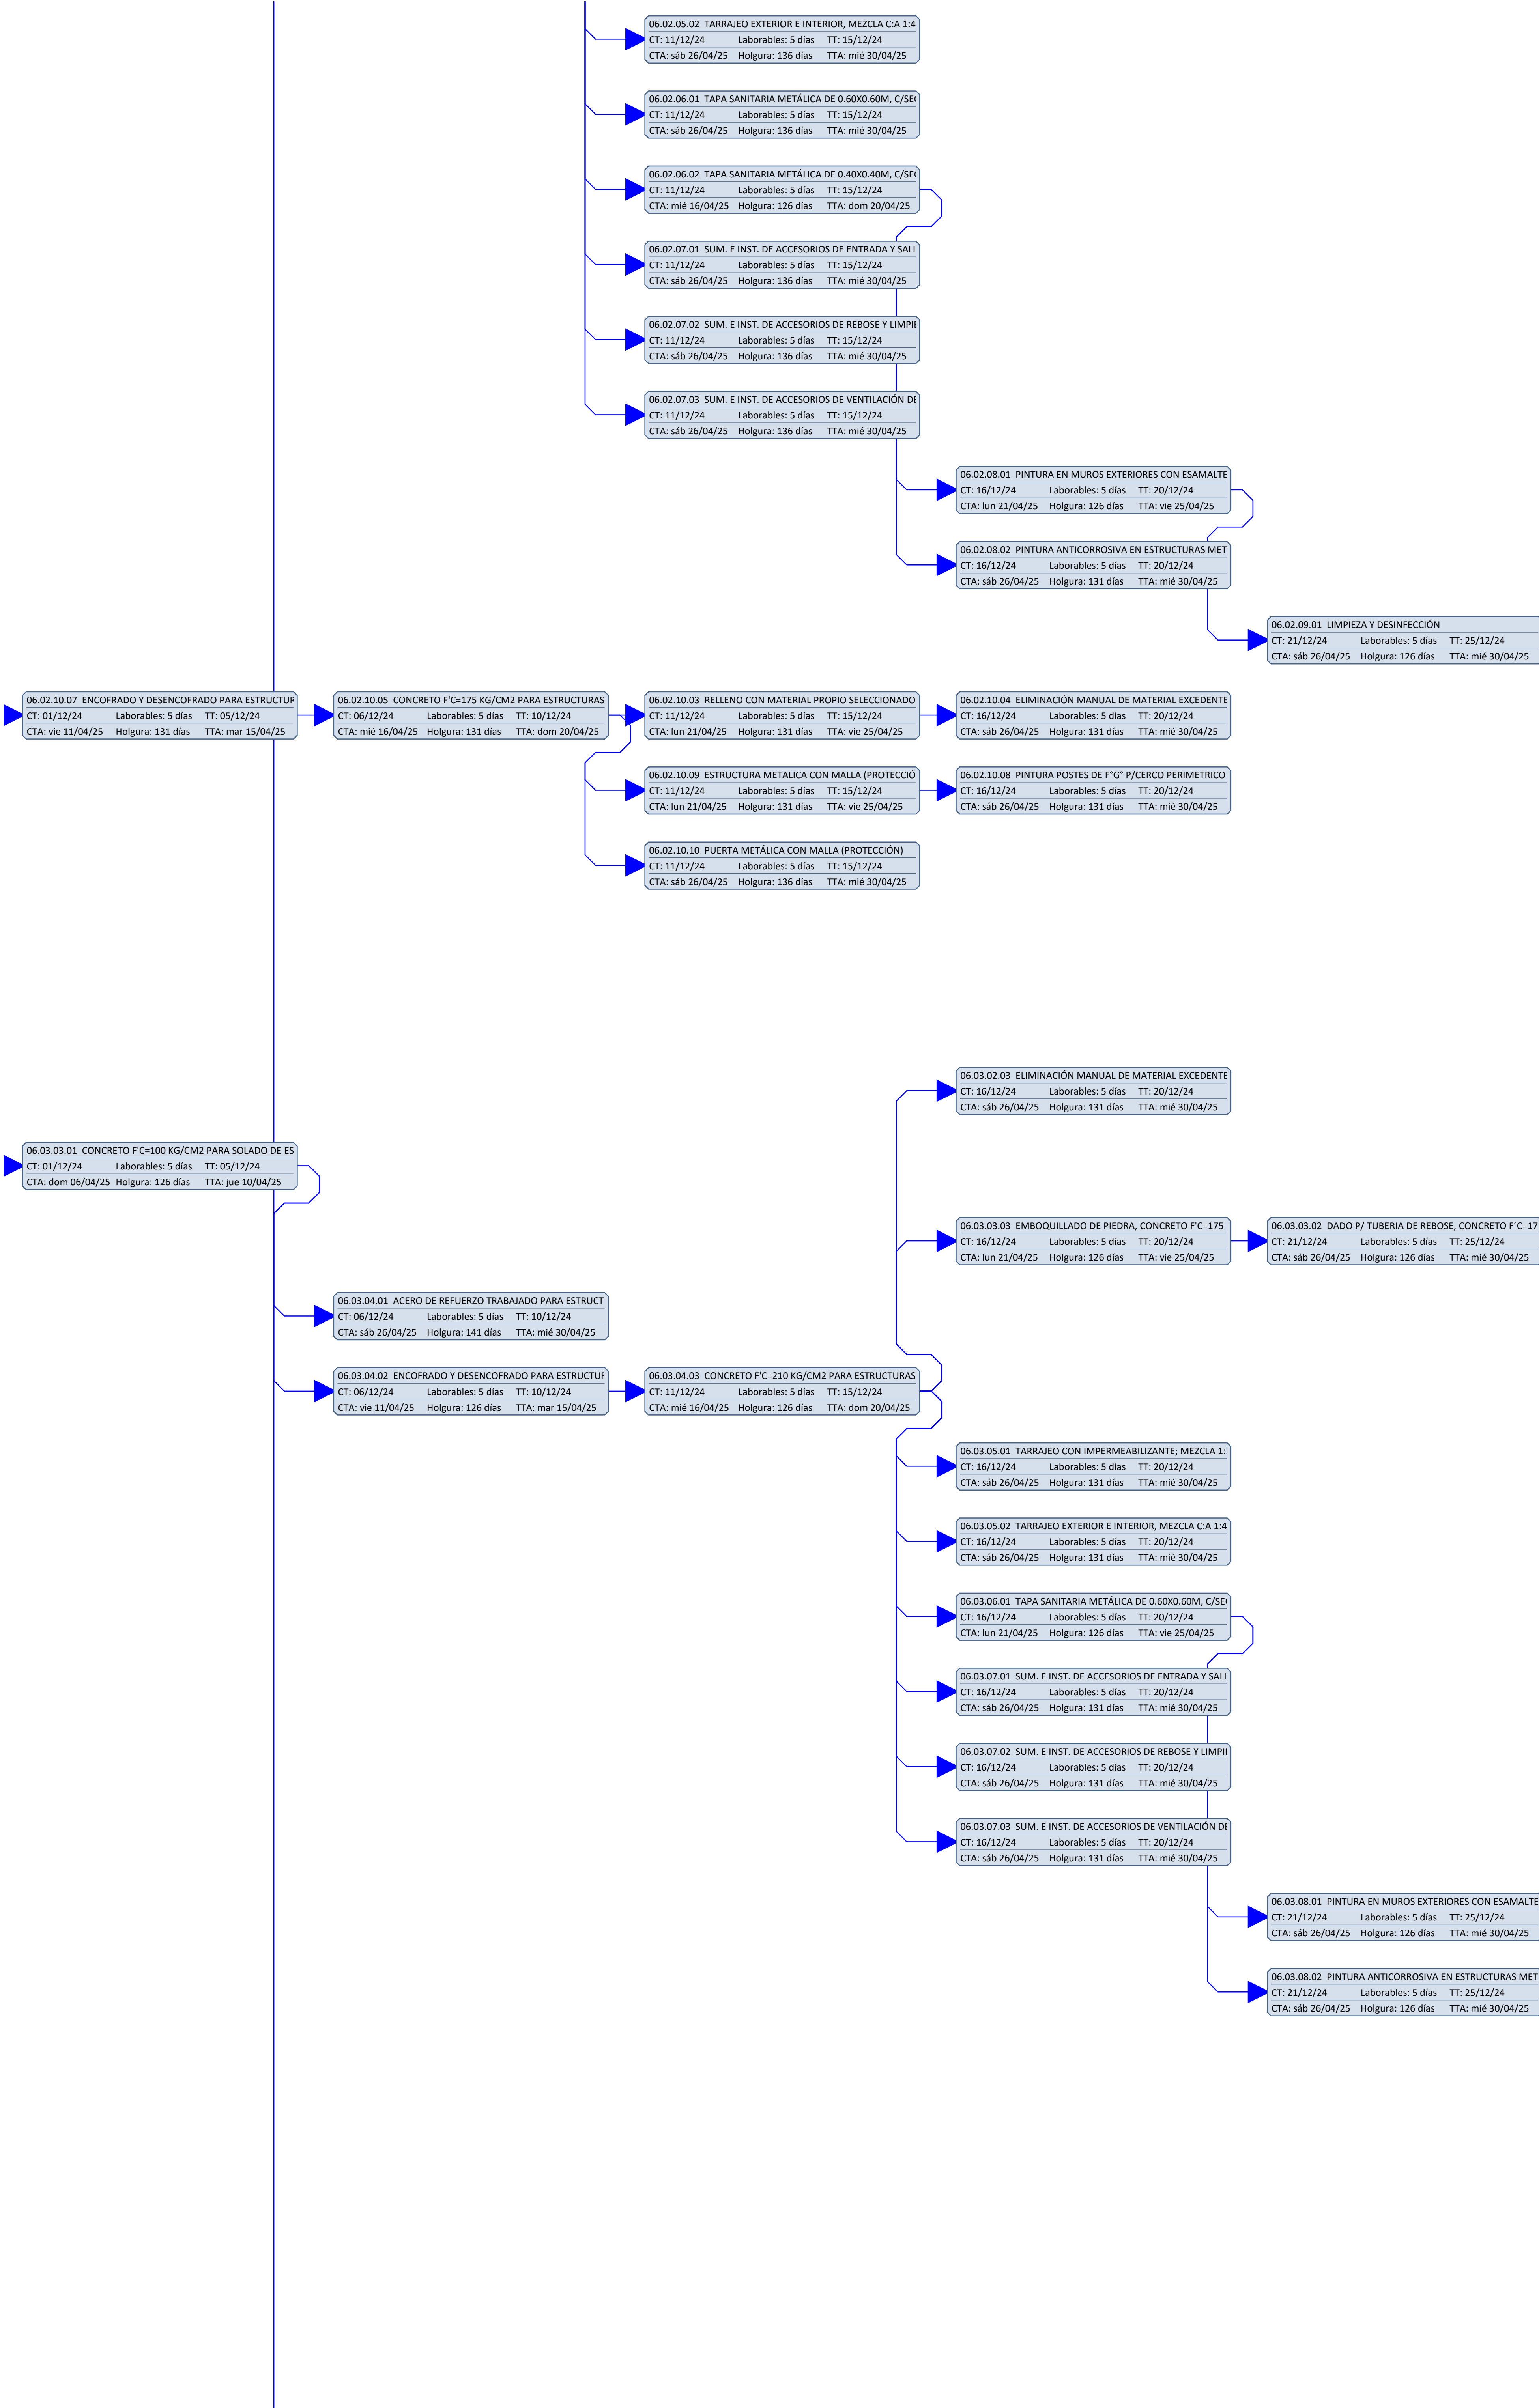 06.02.05.02 TARRAJEO EXTERIOR E INTERIOR, MEZCLA C:A 1:4
CT: 11/12/24 Laborables: 5 días TT: 15/12/24
CTA: sáb 26/04/25 Holgura: 136 días TTA: mié 30/04/25
06.02.06.01 TAPA SANITARIA METÁLICA DE 0.60X0.60M, C/SE
CT: 11/12/24 Laborables: 5 días TT: 15/12/24
CTA: sáb 26/04/25 Holgura: 136 días TTA: mié 30/04/25
06.02.06.02 TAPA SANITARIA METÁLICA DE 0.40X0.40M, C/SE
CT: 11/12/24 Laborables: 5 días TT: 15/12/24
CTA: mié 16/04/25 Holgura: 126 días TTA: dom 20/04/25
06.02.07.01 SUM. E INST. DE ACCESORIOS DE ENTRADA Y SALI
CT: 11/12/24 Laborables: 5 días TT: 15/12/24
CTA: sáb 26/04/25 Holgura: 136 días TTA: mié 30/04/25
06.02.07.02 SUM. E INST. DE ACCESORIOS DE REBOSE Y LIMPI
CT: 11/12/24 Laborables: 5 días TT: 15/12/24
CTA: sáb 26/04/25 Holgura: 136 días TTA: mié 30/04/25
06.02.07.03 SUM. E INST. DE ACCESORIOS DE VENTILACIÓN DE
CT: 11/12/24 Laborables: 5 días TT: 15/12/24
CTA: sáb 26/04/25 Holgura: 136 días TTA: mié 30/04/25
06.02.08.01 PINTURA EN MUROS EXTERIORES CON ESAMALTE
CT: 16/12/24 Laborables: 5 días TT: 20/12/24
CTA: lun 21/04/25 Holgura: 126 días TTA: vie 25/04/25
06.02.08.02 PINTURA ANTICORROSIVA EN ESTRUCTURAS MET
CT: 16/12/24 Laborables: 5 días TT: 20/12/24
CTA: sáb 26/04/25 Holgura: 131 días TTA: mié 30/04/25
06.02.09.01 LIMPIEZA Y DESINFECCIÓN
CT: 21/12/24 Laborables: 5 días TT: 25/12/24
CTA: sáb 26/04/25 Holgura: 126 días TTA: mié 30/04/25
06.02.10.07 ENCOFRADO Y DESENCOFRADO PARA ESTRUCTUR
CT: 01/12/24 Laborables: 5 días TT: 05/12/24
CTA: vie 11/04/25 Holgura: 131 días TTA: mar 15/04/25
06.02.10.05 CONCRETO F'C=175 KG/CM2 PARA ESTRUCTURAS
CT: 06/12/24 Laborables: 5 días TT: 10/12/24
CTA: mié 16/04/25 Holgura: 131 días TTA: dom 20/04/25
06.02.10.03 RELLENO CON MATERIAL PROPIO SELECCIONADO
CT: 11/12/24 Laborables: 5 días TT: 15/12/24
CTA: lun 21/04/25 Holgura: 131 días TTA: vie 25/04/25
06.02.10.04 ELIMINACIÓN MANUAL DE MATERIAL EXCEDENTE
CT: 16/12/24 Laborables: 5 días TT: 20/12/24
CTA: sáb 26/04/25 Holgura: 131 días TTA: mié 30/04/25
06.02.10.09 ESTRUCTURA METALICA CON MALLA (PROTECCIÓ
CT: 11/12/24 Laborables: 5 días TT: 15/12/24
CTA: lun 21/04/25 Holgura: 131 días TTA: vie 25/04/25
06.02.10.08 PINTURA POSTES DE F°G° P/CERCO PERIMETRICO
CT: 16/12/24 Laborables: 5 días TT: 20/12/24
CTA: sáb 26/04/25 Holgura: 131 días TTA: mié 30/04/25
06.02.10.10 PUERTA METÁLICA CON MALLA (PROTECCIÓN)
CT: 11/12/24 Laborables: 5 días TT: 15/12/24
CTA: sáb 26/04/25 Holgura: 136 días TTA: mié 30/04/25
06.03.02.03 ELIMINACIÓN MANUAL DE MATERIAL EXCEDENTE
CT: 16/12/24 Laborables: 5 días TT: 20/12/24
CTA: sáb 26/04/25 Holgura: 131 días TTA: mié 30/04/25
06.03.03.01 CONCRETO F'C=100 KG/CM2 PARA SOLADO DE ES
CT: 01/12/24 Laborables: 5 días TT: 05/12/24
CTA: dom 06/04/25 Holgura: 126 días TTA: jue 10/04/25
06.03.03.03 EMBOQUILLADO DE PIEDRA, CONCRETO F'C=175
CT: 16/12/24 Laborables: 5 días TT: 20/12/24
CTA: lun 21/04/25 Holgura: 126 días TTA: vie 25/04/25
06.03.03.02 DADO P/ TUBERIA DE REBOSE, CONCRETO F´C=17
CT: 21/12/24 Laborables: 5 días TT: 25/12/24
CTA: sáb 26/04/25 Holgura: 126 días TTA: mié 30/04/25
06.03.04.01 ACERO DE REFUERZO TRABAJADO PARA ESTRUCT
CT: 06/12/24 Laborables: 5 días TT: 10/12/24
CTA: sáb 26/04/25 Holgura: 141 días TTA: mié 30/04/25
06.03.04.02 ENCOFRADO Y DESENCOFRADO PARA ESTRUCTUR
CT: 06/12/24 Laborables: 5 días TT: 10/12/24
CTA: vie 11/04/25 Holgura: 126 días TTA: mar 15/04/25
06.03.04.03 CONCRETO F'C=210 KG/CM2 PARA ESTRUCTURAS
CT: 11/12/24 Laborables: 5 días TT: 15/12/24
CTA: mié 16/04/25 Holgura: 126 días TTA: dom 20/04/25
06.03.05.01 TARRAJEO CON IMPERMEABILIZANTE; MEZCLA 1:
CT: 16/12/24 Laborables: 5 días TT: 20/12/24
CTA: sáb 26/04/25 Holgura: 131 días TTA: mié 30/04/25
06.03.05.02 TARRAJEO EXTERIOR E INTERIOR, MEZCLA C:A 1:4
CT: 16/12/24 Laborables: 5 días TT: 20/12/24
CTA: sáb 26/04/25 Holgura: 131 días TTA: mié 30/04/25
06.03.06.01 TAPA SANITARIA METÁLICA DE 0.60X0.60M, C/SE
CT: 16/12/24 Laborables: 5 días TT: 20/12/24
CTA: lun 21/04/25 Holgura: 126 días TTA: vie 25/04/25
06.03.07.01 SUM. E INST. DE ACCESORIOS DE ENTRADA Y SALI
CT: 16/12/24 Laborables: 5 días TT: 20/12/24
CTA: sáb 26/04/25 Holgura: 131 días TTA: mié 30/04/25
06.03.07.02 SUM. E INST. DE ACCESORIOS DE REBOSE Y LIMPI
CT: 16/12/24 Laborables: 5 días TT: 20/12/24
CTA: sáb 26/04/25 Holgura: 131 días TTA: mié 30/04/25
06.03.07.03 SUM. E INST. DE ACCESORIOS DE VENTILACIÓN DE
CT: 16/12/24 Laborables: 5 días TT: 20/12/24
CTA: sáb 26/04/25 Holgura: 131 días TTA: mié 30/04/25
06.03.08.01 PINTURA EN MUROS EXTERIORES CON ESAMALTE
CT: 21/12/24 Laborables: 5 días TT: 25/12/24
CTA: sáb 26/04/25 Holgura: 126 días TTA: mié 30/04/25
06.03.08.02 PINTURA ANTICORROSIVA EN ESTRUCTURAS MET
CT: 21/12/24 Laborables: 5 días TT: 25/12/24
CTA: sáb 26/04/25 Holgura: 126 días TTA: mié 30/04/25